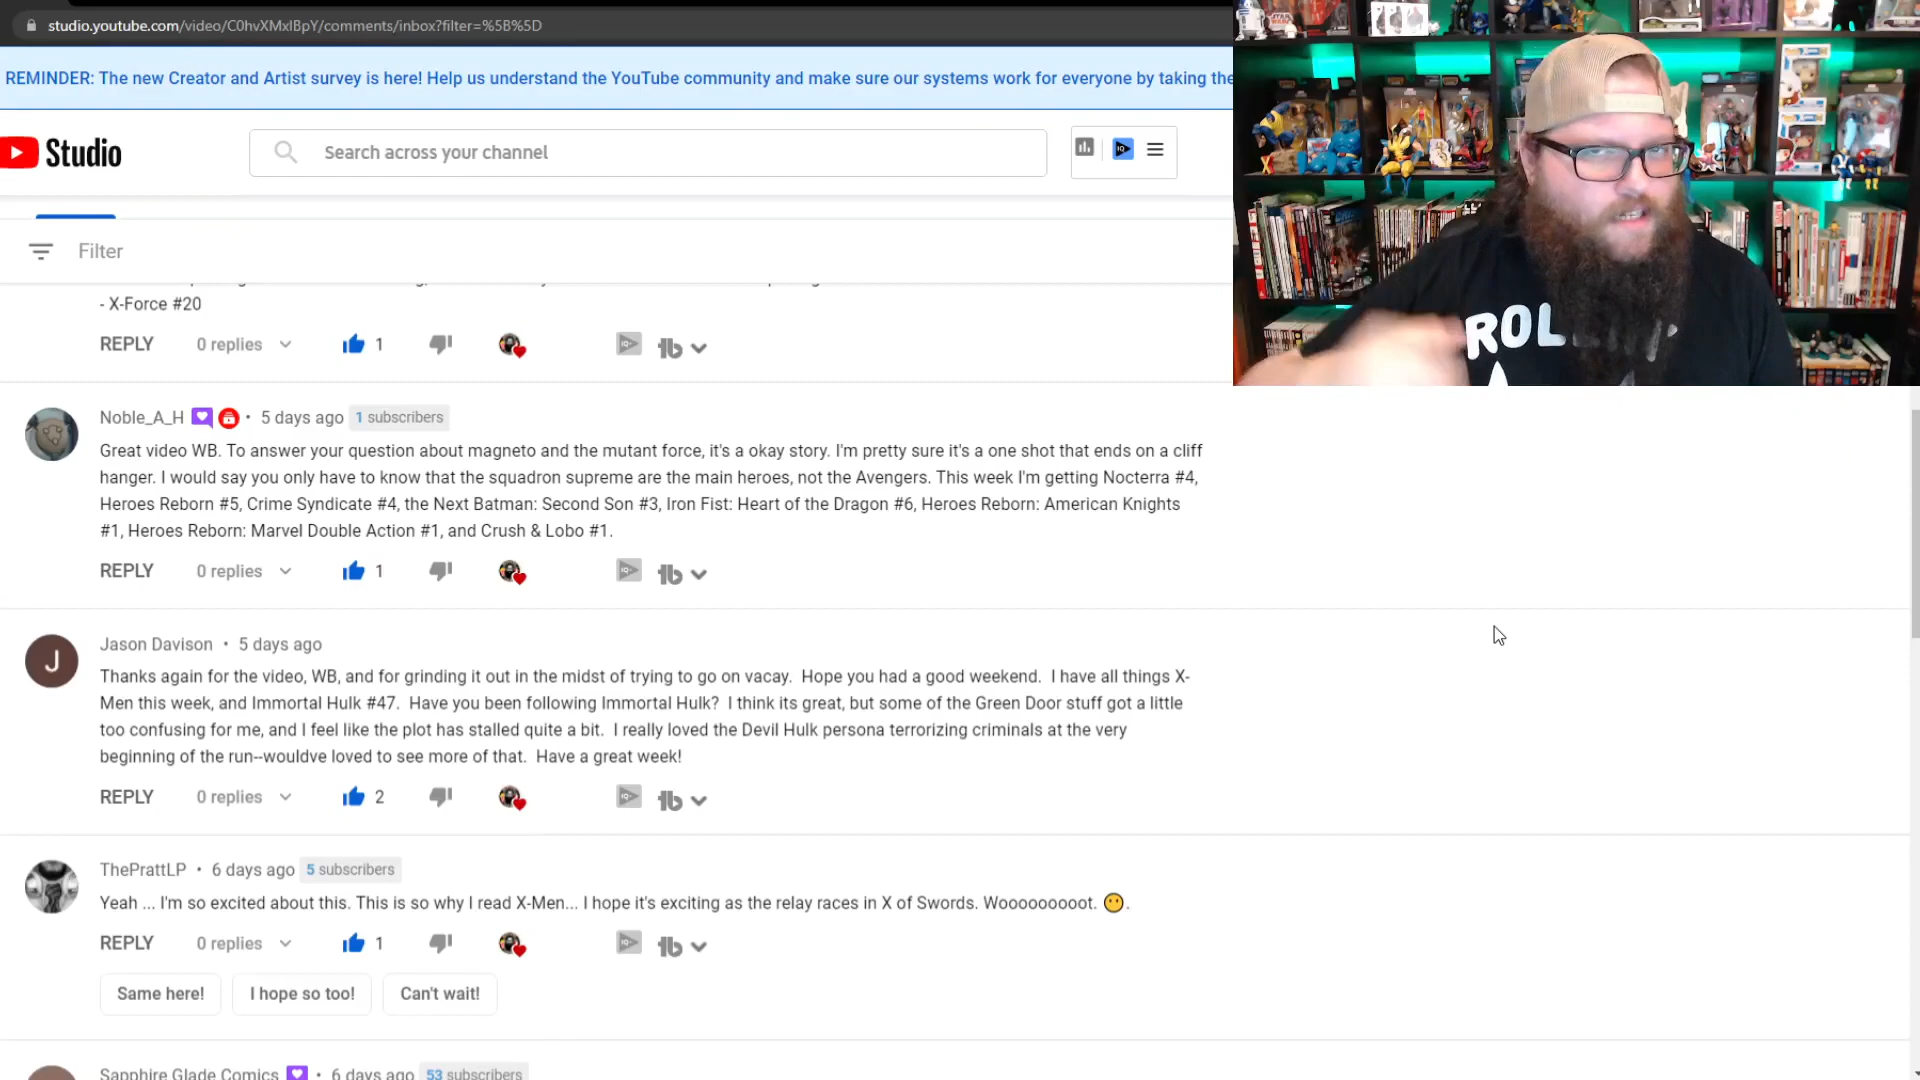 studio.youtube.com/video/C0hvXMxlBpY/comments/inbox?filter=%5B%5D
REMINDER: The new Creator and Artist survey is here! Help us understand the YouTube community and make sure our systems work for everyone by taking the
Studio
Search across your channel
Filter
- X-Force #20
REPLY 0 replies 1
Noble_A_H • 5 days ago 1 subscribers
Great video WB. To answer your question about magneto and the mutant force, it's a okay story. I'm pretty sure it's a one shot that ends on a cliff
hanger. I would say you only have to know that the squadron supreme are the main heroes, not the Avengers. This week I'm getting Nocterra #4,
Heroes Reborn #5, Crime Syndicate #4, the Next Batman: Second Son #3, Iron Fist: Heart of the Dragon #6, Heroes Reborn: American Knights
#1, Heroes Reborn: Marvel Double Action #1, and Crush & Lobo #1.
REPLY 0 replies 1
J
Jason Davison • 5 days ago
Thanks again for the video, WB, and for grinding it out in the midst of trying to go on vacay. Hope you had a good weekend. I have all things X-
Men this week, and Immortal Hulk #47. Have you been following Immortal Hulk? I think its great, but some of the Green Door stuff got a little
too confusing for me, and I feel like the plot has stalled quite a bit. I really loved the Devil Hulk persona terrorizing criminals at the very
beginning of the run--wouldve loved to see more of that. Have a great week!
REPLY 0 replies 2
ThePrattLP • 6 days ago 5 subscribers
Yeah ... I'm so excited about this. This is so why I read X-Men... I hope it's exciting as the relay races in X of Swords. Wooooooooot. 😶.
REPLY 0 replies 1
Same here! I hope so too! Can't wait!
Sapphire Glade Comics • 6 days ago 53 subscribers